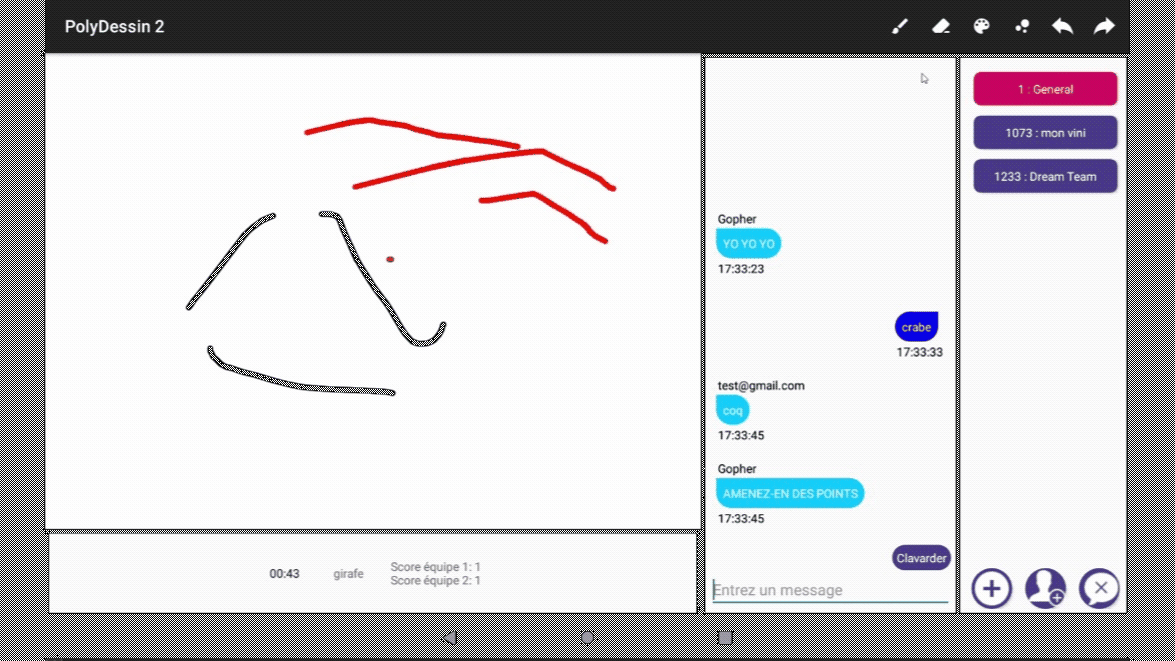 PolyDessin 2
1 : General
1073 : mon vini
1233 : Dream Team
Gopher
YO YO YO
17:33:23
crabe
17:33:33
test@gmail.com
coq
17:33:45
Gopher
AMENEZ-EN DES POINTS
17:33:45
Clavarder
Entrez un message
00:43
girafe
Score équipe 1: 1
Score équipe 2: 1